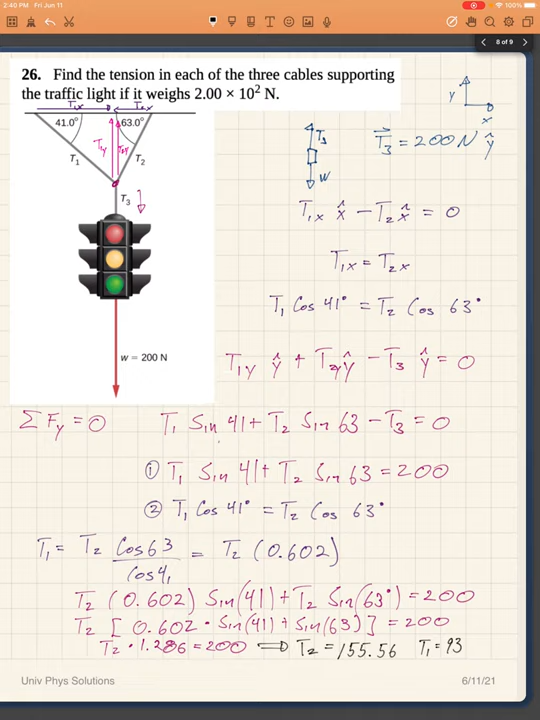 2:40 PM Fri Jun 11
100%
8 of 9
26. Find the tension in each of the three cables supporting
the traffic light if it weighs 2.00 × 10² N.
T₁x T₂x
41.0° 63.0°
T₁y T₂y
T₁ T₂
T₃
w = 200 N
y
x
T₃
W
T₃ = 200 N ŷ
T₁x x̂ − T₂x x̂ = 0
T₁x = T₂x
T₁ Cos 41° = T₂ Cos 63°
T₁y ŷ + T₂y ŷ − T₃ ŷ = 0
ΣFy = 0 T₁ Sin 41 + T₂ Sin 63 − T₃ = 0
① T₁ Sin 41 + T₂ Sin 63 = 200
② T₁ Cos 41° = T₂ Cos 63°
T₁ = T₂ Cos 63 / Cos 41 = T₂ (0.602)
T₂ (0.602) Sin(41) + T₂ Sin(63°) = 200
T₂ [0.602 · Sin(41) + Sin(63)] = 200
T₂ · 1.286 = 200 ⟹ T₂ = 155.56 T₁ = 93
Univ Phys Solutions
6/11/21